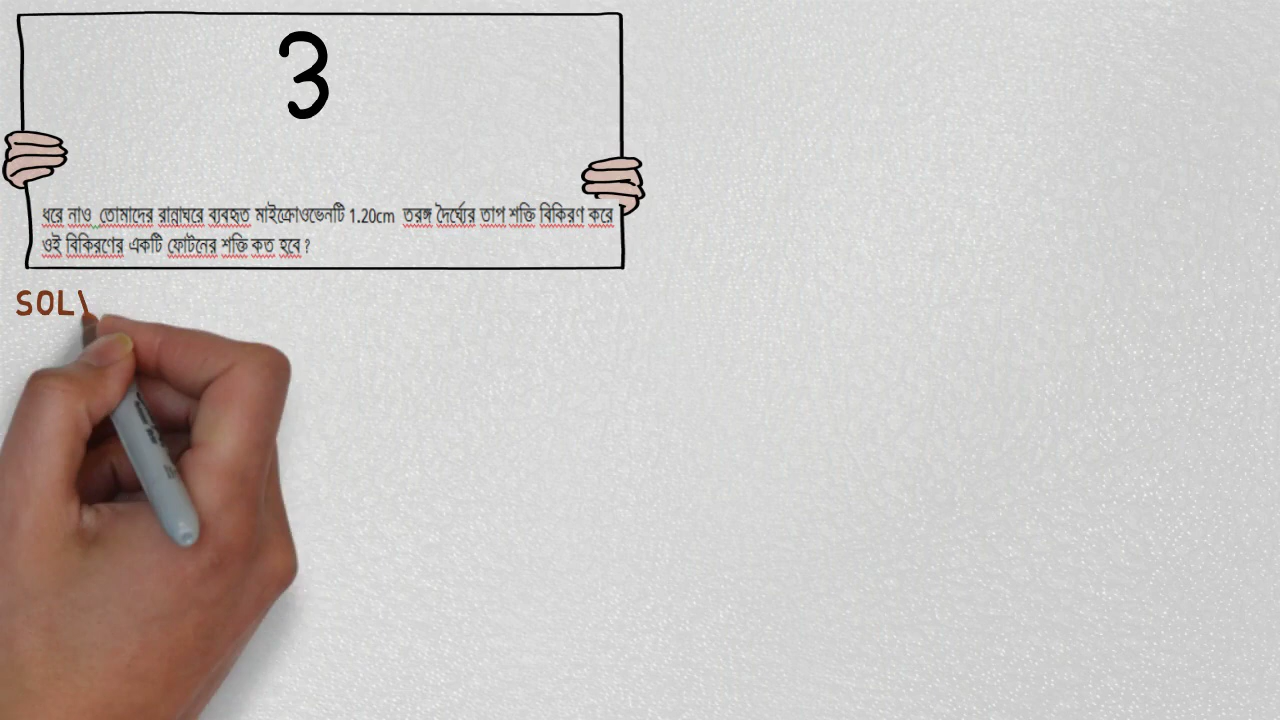 3
ধরে নাও তোমাদের রান্নাঘরে ব্যবহৃত মাইক্রোওভেনটি 1.20cm তরঙ্গ দৈর্ঘ্যের তাপ শক্তি বিকিরণ করে
ওই বিকিরণের একটি ফোটনের শক্তি কত হবে ?
SOL\